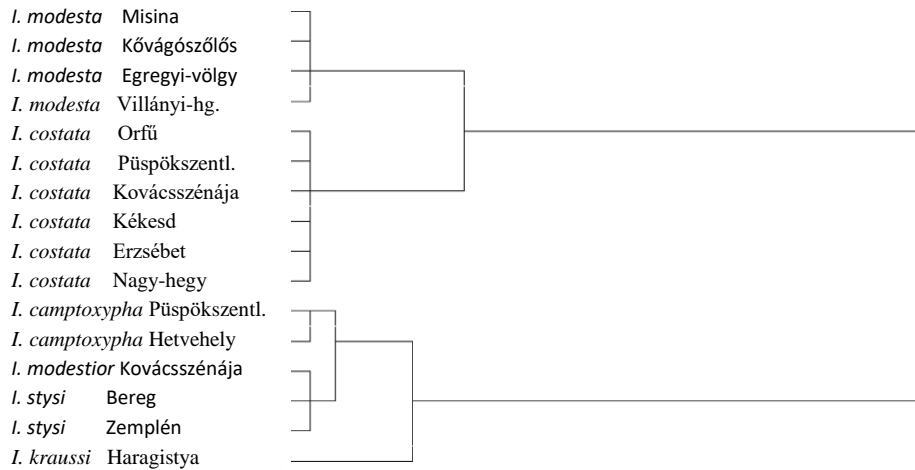 I. modesta Misina
I. modesta Kővágószőlős
I. modesta Egregyi-völgy
I. modesta Villányi-hg.
I. costata Orfű
I. costata Püspökszentl.
I. costata Kovácsszénája
I. costata Kékesd
I. costata Erzsébet
I. costata Nagy-hegy
I. camptoxypha Püspökszentl.
I. camptoxypha Hetvehely
I. modestior Kovácsszénája
I. stysi Bereg
I. stysi Zemplén
I. kraussi Haragistya